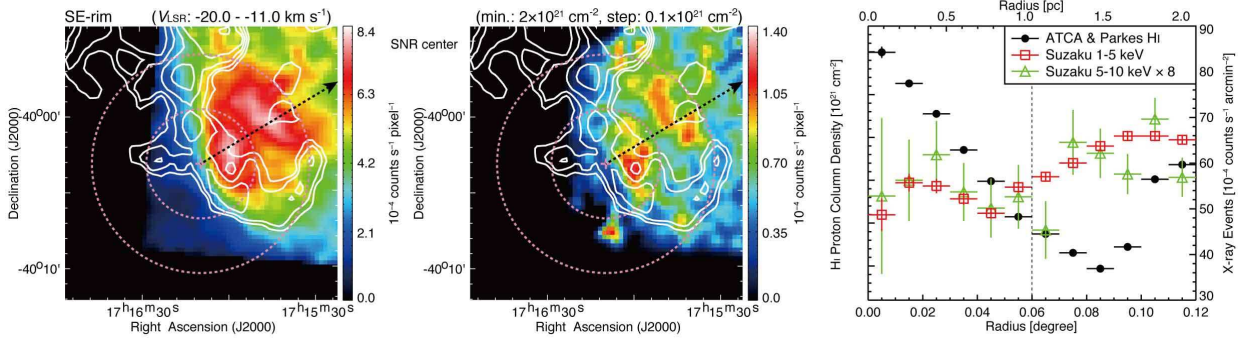 SE-rim (VLSR: -20.0 - -11.0 km s⁻¹)
8.4
6.3
4.2
2.1
0.0
10⁻⁴ counts s⁻¹ pixel⁻¹
Declination (J2000)
-40°00'
-40°10'
17ʰ16ᵐ30ˢ
17ʰ15ᵐ30ˢ
Right Ascension (J2000)
(min.: 2×10²¹ cm⁻², step: 0.1×10²¹ cm⁻²)
SNR center
1.40
1.05
0.70
0.35
0.0
10⁻⁴ counts s⁻¹ pixel⁻¹
Declination (J2000)
-40°00'
-40°10'
17ʰ16ᵐ30ˢ
17ʰ15ᵐ30ˢ
Right Ascension (J2000)
Radius [pc]
0.0 0.5 1.0 1.5 2.0
ATCA & Parkes HI
Suzaku 1-5 keV
Suzaku 5-10 keV × 8
HI Proton Column Density [10²¹ cm⁻²]
90
80
70
60
50
40
30
X-ray Events [10⁻⁴ counts s⁻¹ arcmin⁻²]
0.00 0.02 0.04 0.06 0.08 0.10 0.12
Radius [degree]